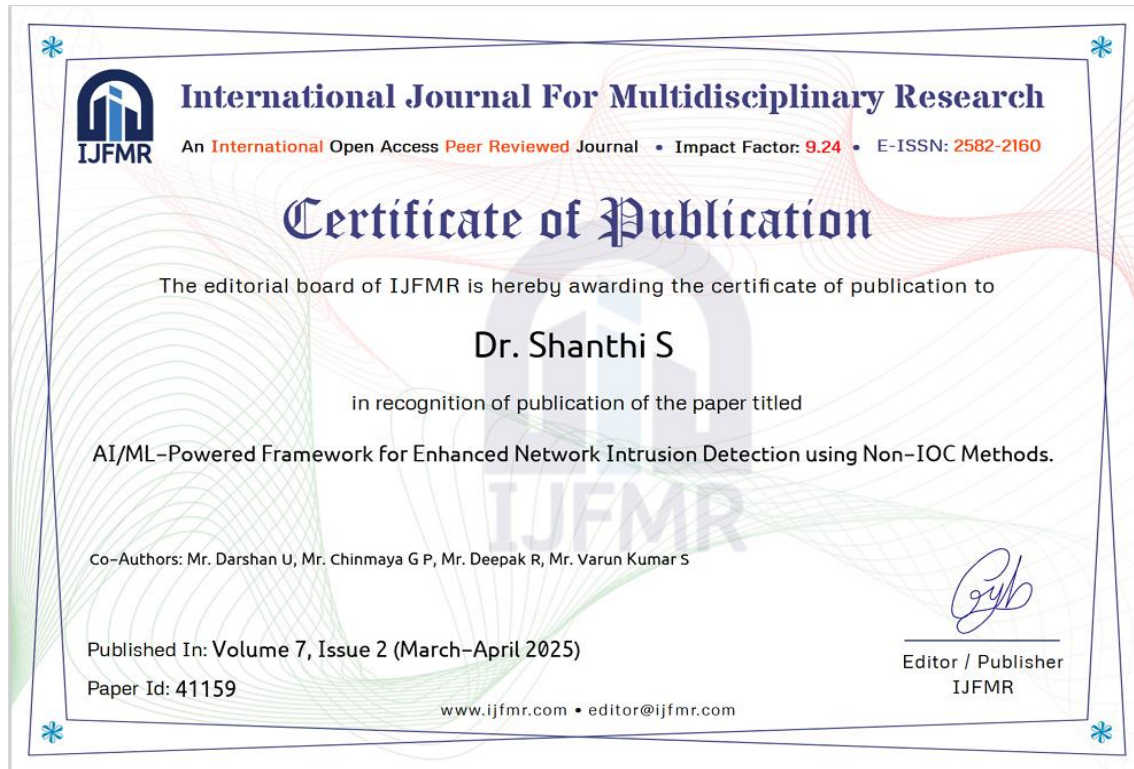 International Journal For Multidisciplinary Research
IJFMR
An International Open Access Peer Reviewed Journal • Impact Factor: 9.24 • E-ISSN: 2582-2160
Certificate of Publication
The editorial board of IJFMR is hereby awarding the certificate of publication to
Dr. Shanthi S
in recognition of publication of the paper titled
AI/ML-Powered Framework for Enhanced Network Intrusion Detection using Non-IOC Methods.
IJFMR
Co-Authors: Mr. Darshan U, Mr. Chinmaya G P, Mr. Deepak R, Mr. Varun Kumar S
Published In: Volume 7, Issue 2 (March-April 2025)
Editor / Publisher
IJFMR
Paper Id: 41159
www.ijfmr.com • editor@ijfmr.com